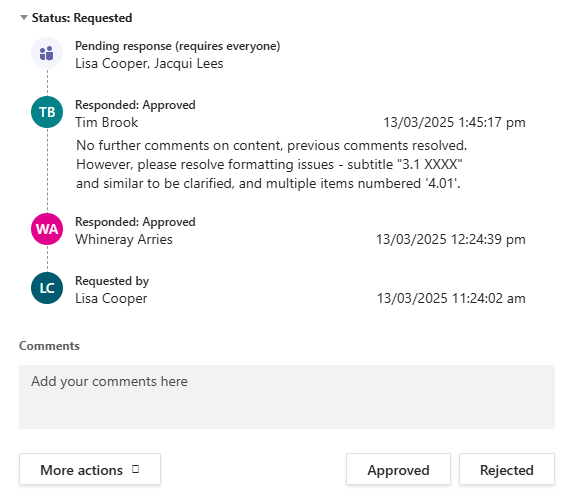 Status: Requested
Pending response (requires everyone)
Lisa Cooper, Jacqui Lees
TB
Responded: Approved
Tim Brook 13/03/2025 1:45:17 pm
No further comments on content, previous comments resolved.
However, please resolve formatting issues - subtitle "3.1 XXXX"
and similar to be clarified, and multiple items numbered '4.01'.
WA
Responded: Approved
Whineray Arries 13/03/2025 12:24:39 pm
LC
Requested by
Lisa Cooper 13/03/2025 11:24:02 am
Comments
Add your comments here
More actions
Approved Rejected